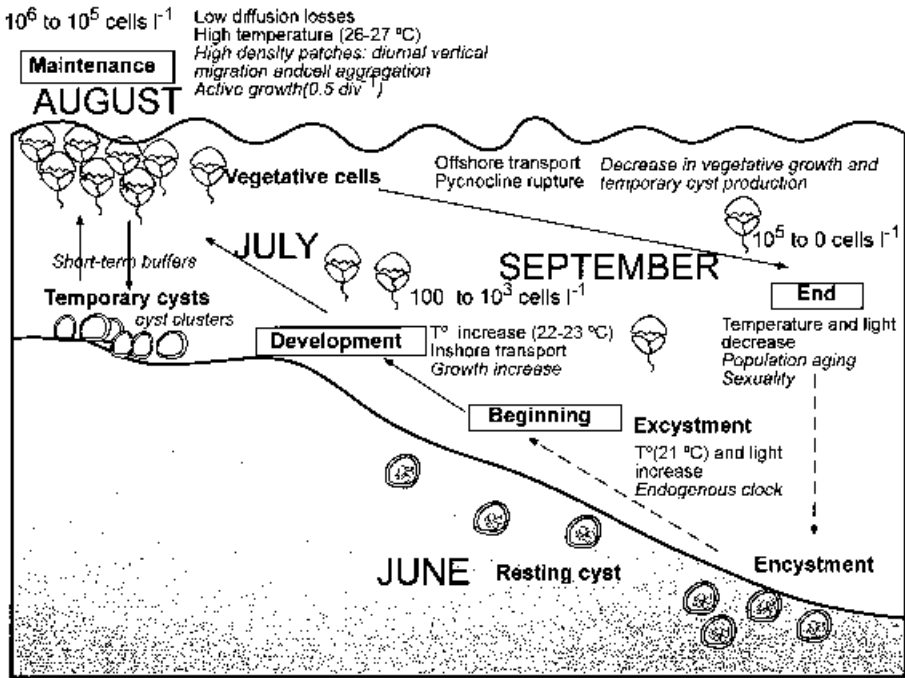 10⁶ to 10⁵ cells l⁻¹
Low diffusion losses
High temperature (26-27 ºC)
High density patches: diurnal vertical
migration andcell aggregation
Active growth(0.5 div⁻¹)
Maintenance
AUGUST
Vegetative cells
Offshore transport
Pycnocline rupture
Decrease in vegetative growth and
temporary cyst production
10⁵ to 0 cells l⁻¹
Short-term buffers
JULY
SEPTEMBER
100 to 10³ cells l⁻¹
Temporary cysts
cyst clusters
End
Temperature and light
decrease
Population aging
Sexuality
Development
Tº increase (22-23 ºC)
Inshore transport
Growth increase
Beginning
Excystment
Tº(21 ºC) and light
increase
Endogenous clock
JUNE
Resting cyst
Encystment